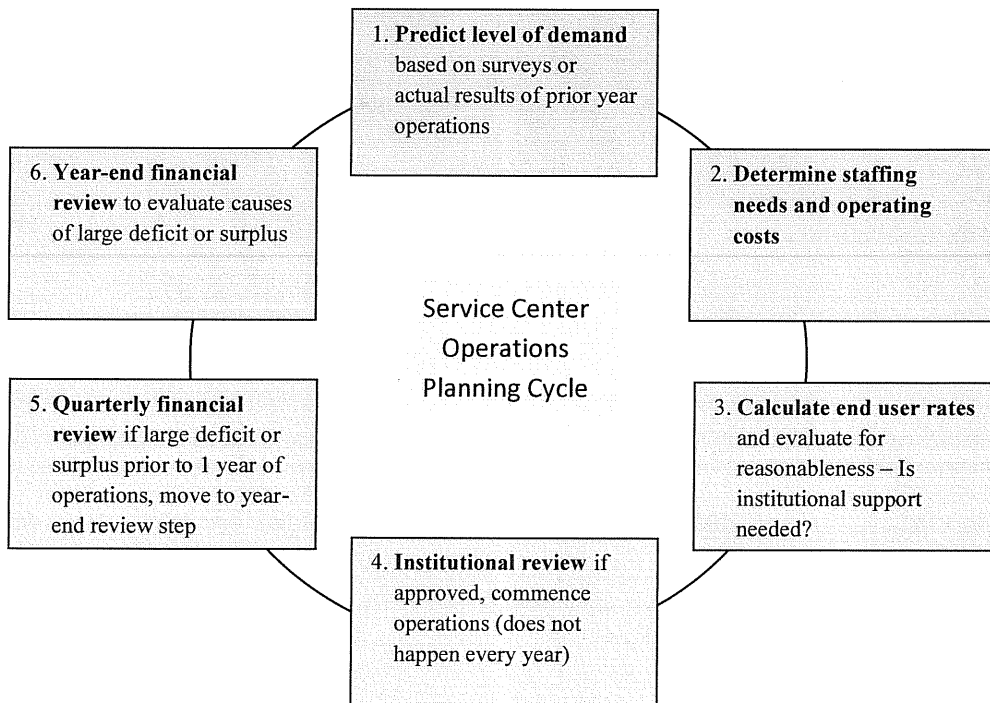 1. Predict level of demand
based on surveys or
actual results of prior year
operations
2. Determine staffing
needs and operating
costs
3. Calculate end user rates
and evaluate for
reasonableness – Is
institutional support
needed?
4. Institutional review if
approved, commence
operations (does not
happen every year)
5. Quarterly financial
review if large deficit or
surplus prior to 1 year of
operations, move to year-
end review step
6. Year-end financial
review to evaluate causes
of large deficit or surplus
Service Center
Operations
Planning Cycle